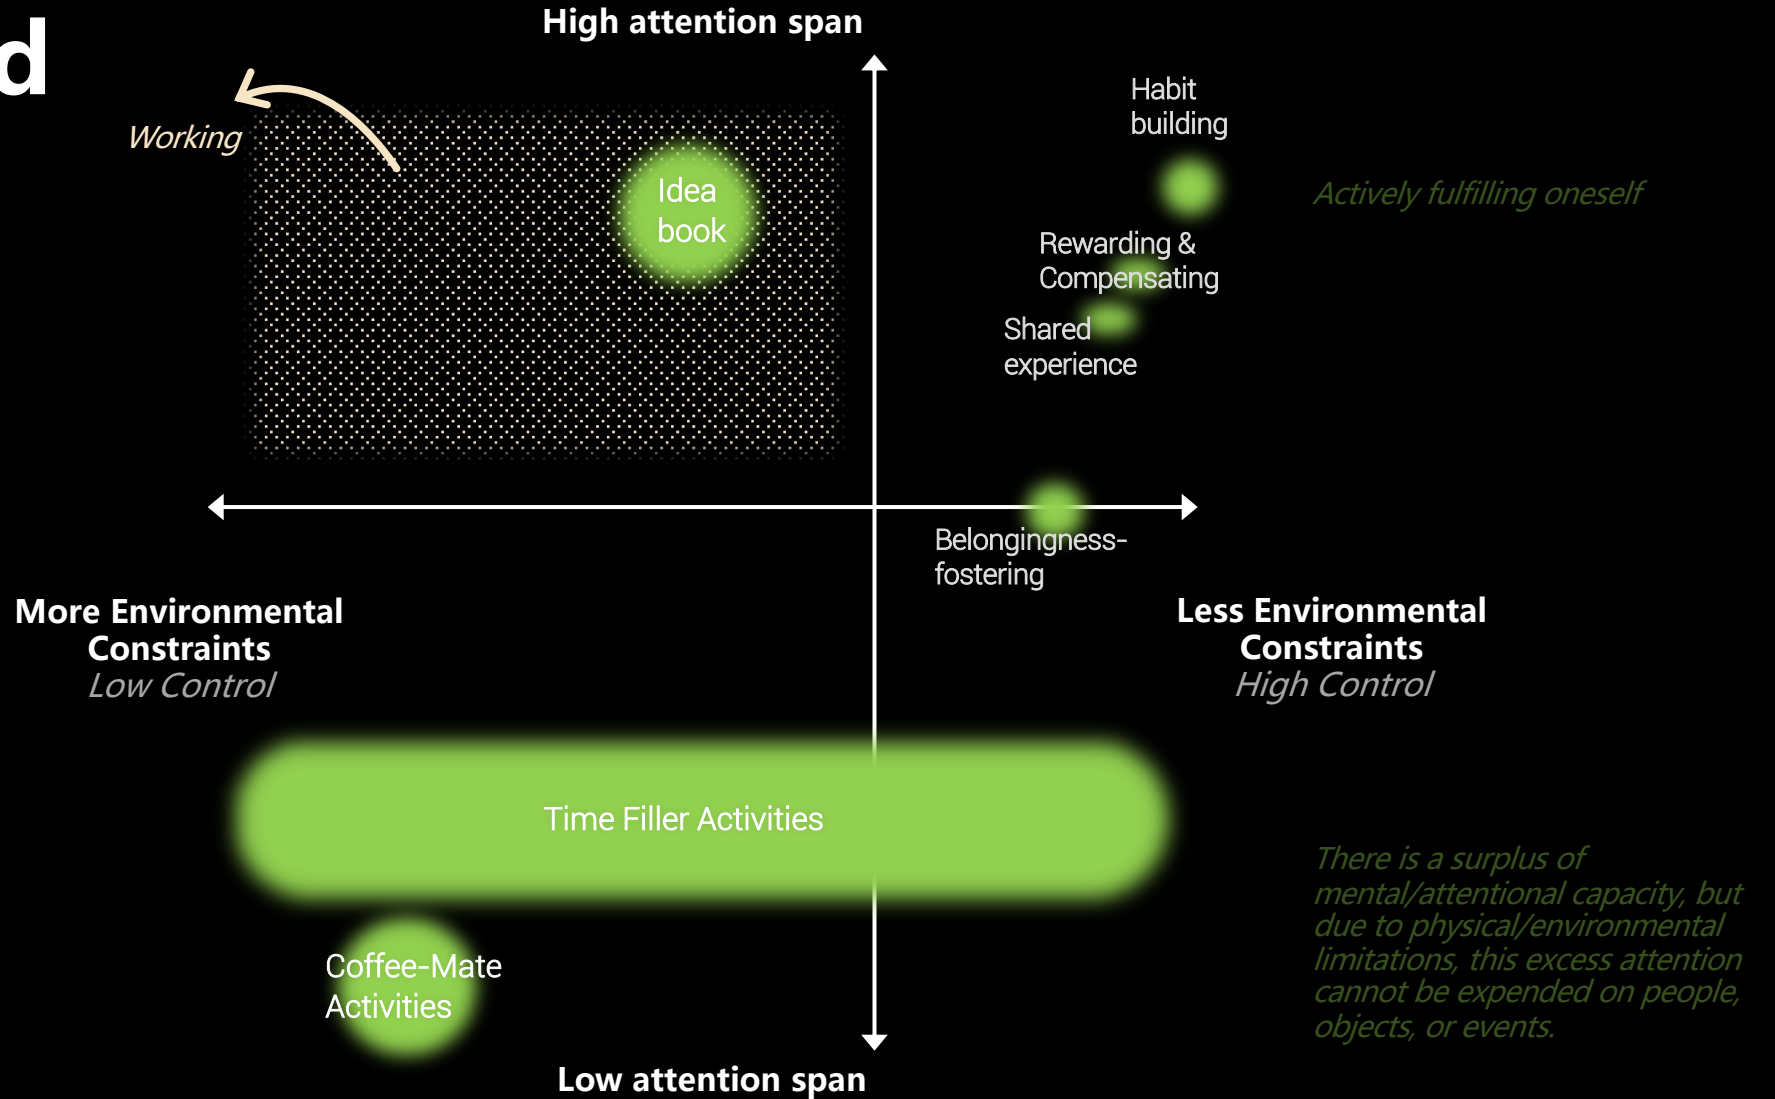 d
High attention span
Habit
building
Working
Idea
book
Actively fulfilling oneself
Rewarding &
Compensating
Shared
experience
Belongingness-
fostering
More Environmental
Constraints
Low Control
Less Environmental
Constraints
High Control
Time Filler Activities
There is a surplus of
mental/attentional capacity, but
due to physical/environmental
limitations, this excess attention
cannot be expended on people,
objects, or events.
Coffee-Mate
Activities
Low attention span